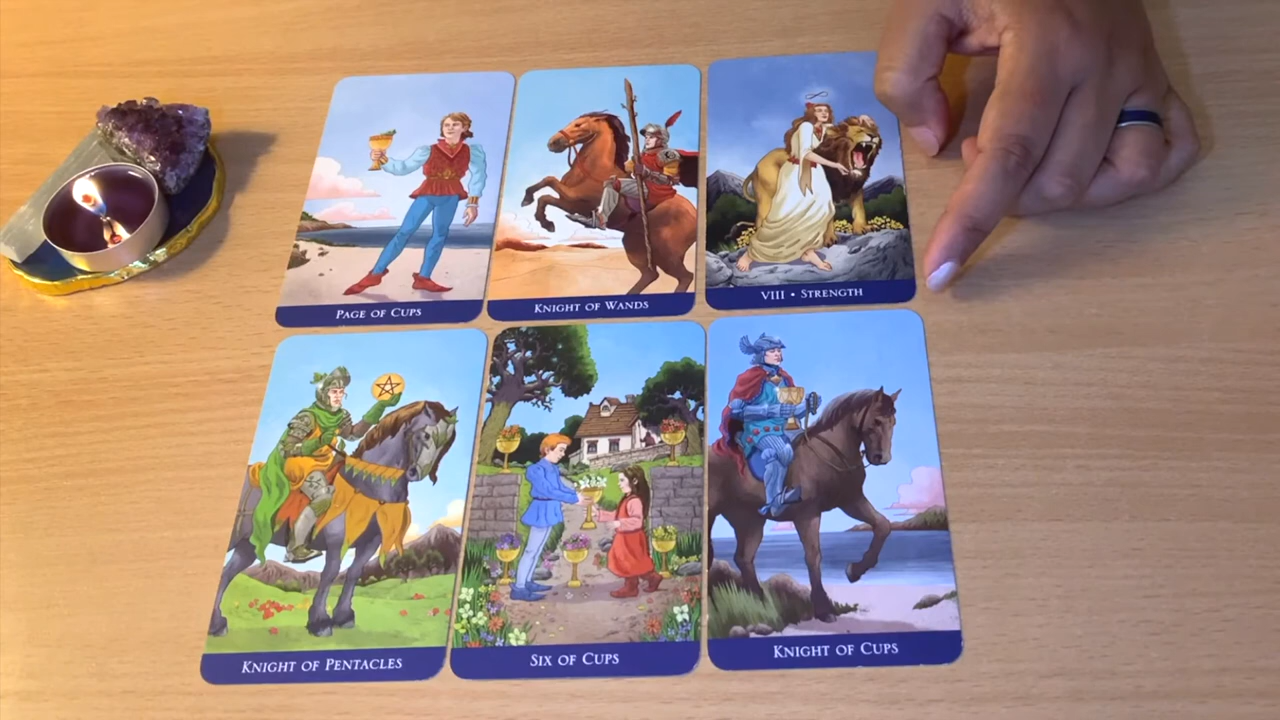 PAGE OF CUPS
KNIGHT OF WANDS
VIII • STRENGTH
KNIGHT OF PENTACLES
SIX OF CUPS
KNIGHT OF CUPS